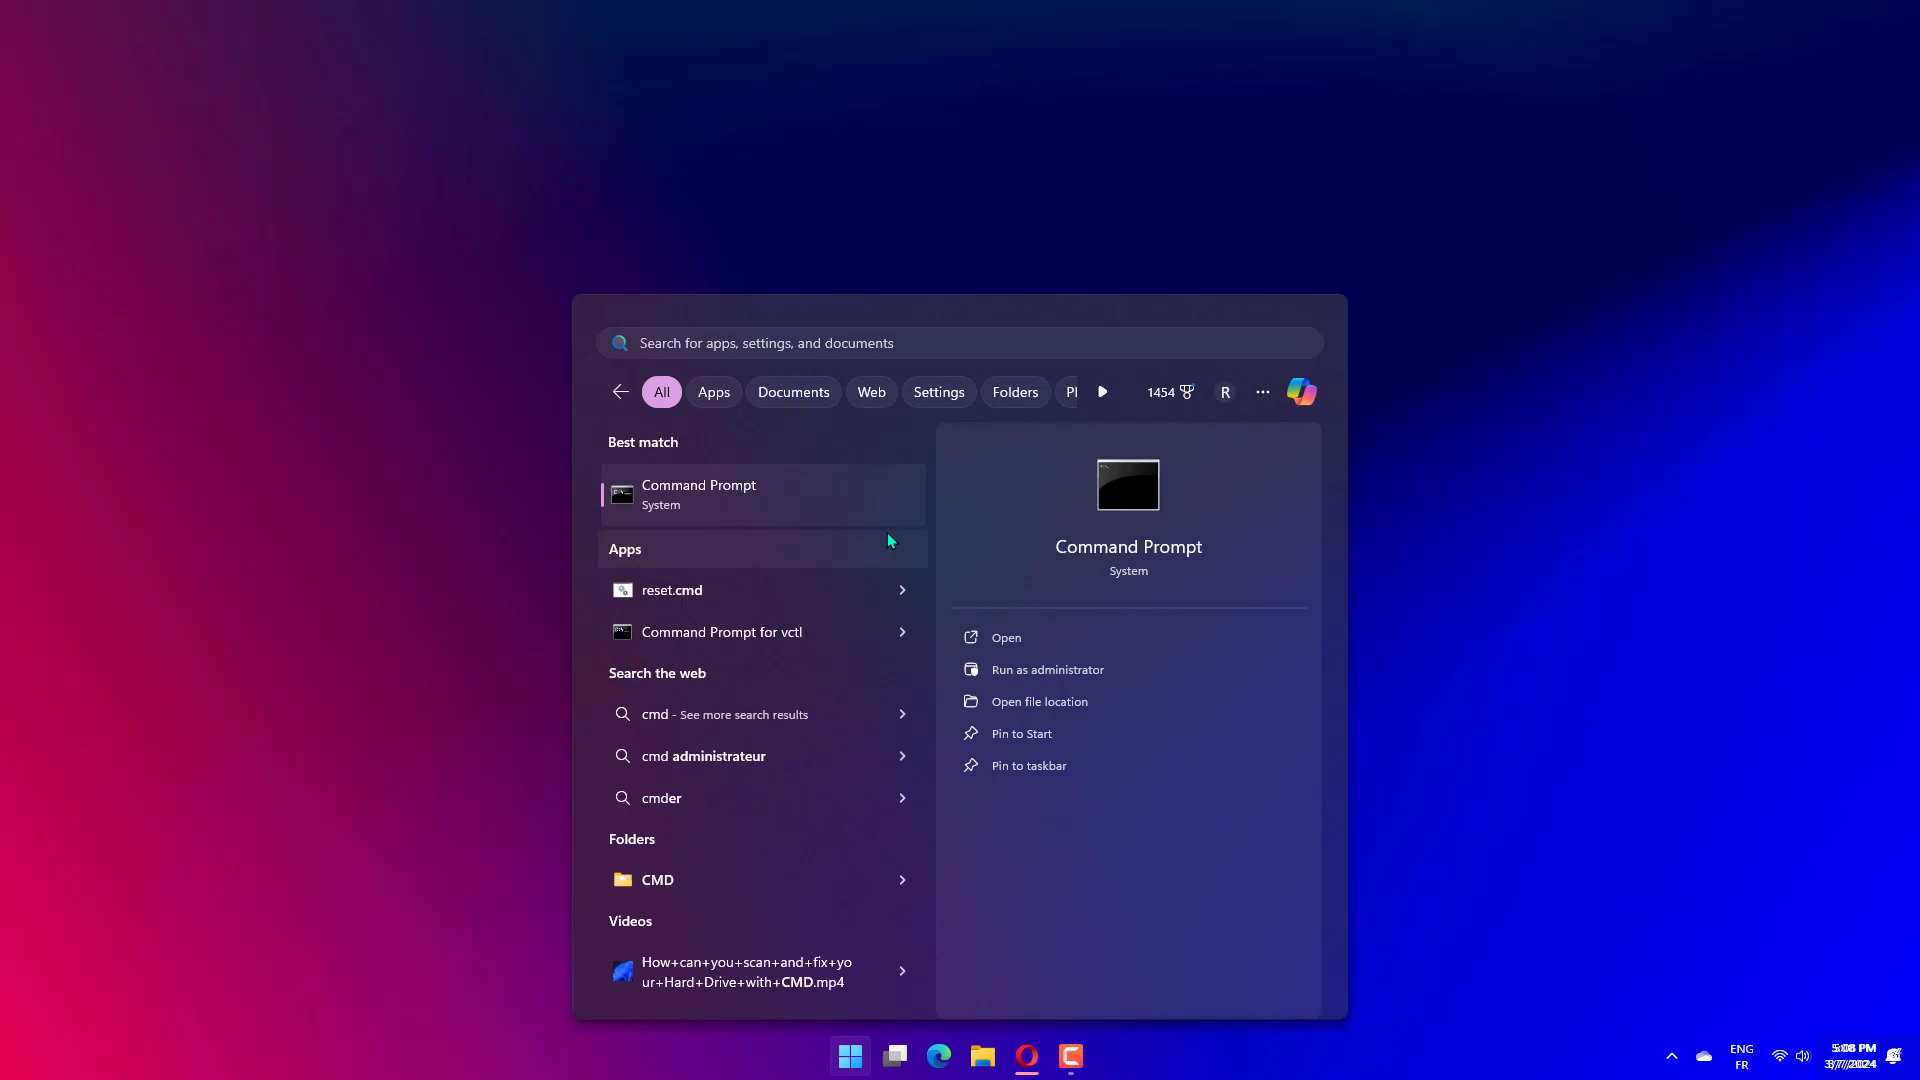 Search for apps, settings, and documents
All Apps Documents Web Settings Folders 1454 R
Best match
Command Prompt
System
Apps
reset.cmd
Command Prompt for vctl
Search the web
cmd - See more search results
cmd administrateur
cmder
Folders
CMD
Videos
How+can+you+scan+and+fix+yo
ur+Hard+Drive+with+CMD.mp4
Command Prompt
System
Open
Run as administrator
Open file location
Pin to Start
Pin to taskbar
ENG
FR
5:08 PM
3/7/2024